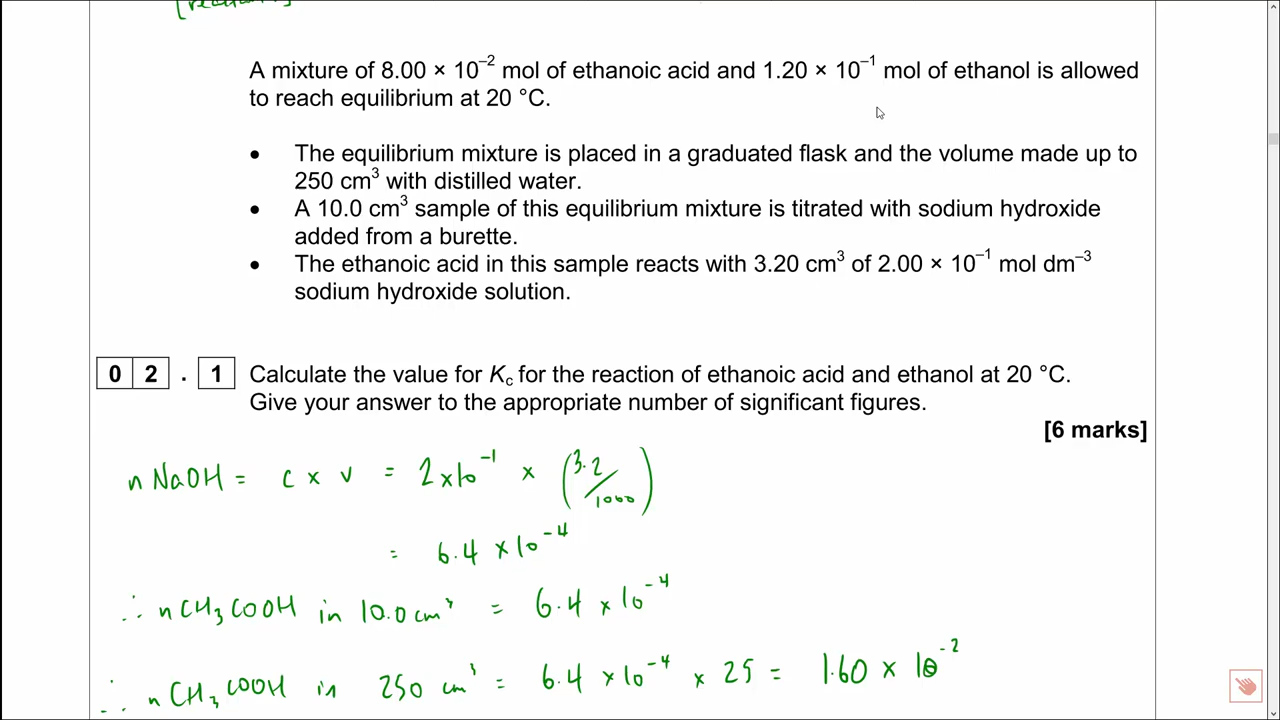 A mixture of 8.00 × 10⁻² mol of ethanoic acid and 1.20 × 10⁻¹ mol of ethanol is allowed
to reach equilibrium at 20 °C.
• The equilibrium mixture is placed in a graduated flask and the volume made up to
250 cm³ with distilled water.
• A 10.0 cm³ sample of this equilibrium mixture is titrated with sodium hydroxide
added from a burette.
• The ethanoic acid in this sample reacts with 3.20 cm³ of 2.00 × 10⁻¹ mol dm⁻³
sodium hydroxide solution.
0 2 . 1 Calculate the value for Kc for the reaction of ethanoic acid and ethanol at 20 °C.
Give your answer to the appropriate number of significant figures.
[6 marks]
n NaOH = c × v = 2 × 10⁻¹ × (3.2/1000)
= 6.4 × 10⁻⁴
∴ n CH₃COOH in 10.0 cm³ = 6.4 × 10⁻⁴
∴ n CH₃COOH in 250 cm³ = 6.4 × 10⁻⁴ × 25 = 1.60 × 10⁻²